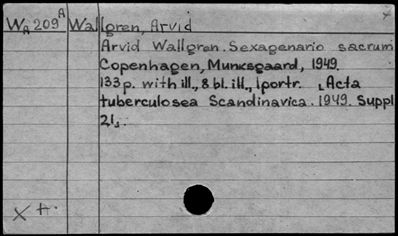 WA 209 A Wallgren, Arvid
Arvid Wallgren. Sexagenario sacrum
Copenhagen, Munksgaard, 1949.
133 p. with ill., 8 bl. ill., 1 portr. [Acta
tuberculosea Scandinavica. 1949. Suppl
21].
X H.